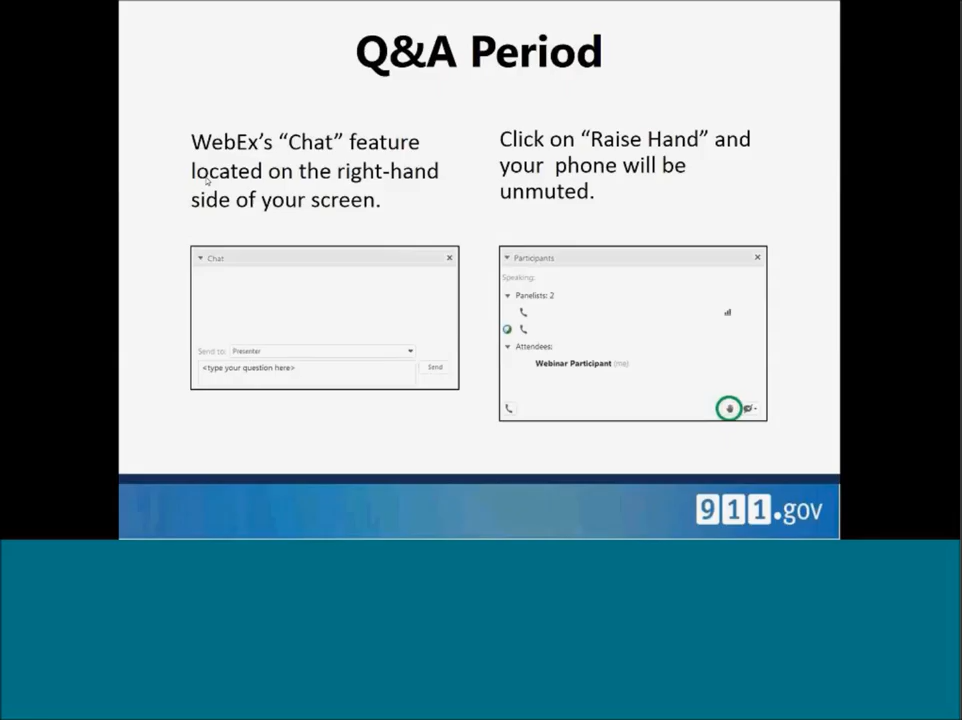 Q&A Period
WebEx’s “Chat” feature
located on the right-hand
side of your screen.
Click on “Raise Hand” and
your phone will be
unmuted.
Chat
Send to: Presenter
<type your question here>
Send
Participants
Speaking:
Panelists: 2
Attendees:
Webinar Participant (me)
911.gov